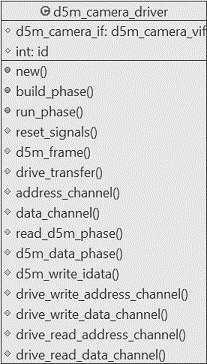 d5m_camera_driver
d5m_camera_if: d5m_camera_vif
int: id
new()
build_phase()
run_phase()
reset_signals()
d5m_frame()
drive_transfer()
address_channel()
data_channel()
read_d5m_phase()
d5m_data_phase()
d5m_write_idata()
drive_write_address_channel()
drive_write_data_channel()
drive_read_address_channel()
drive_read_data_channel()